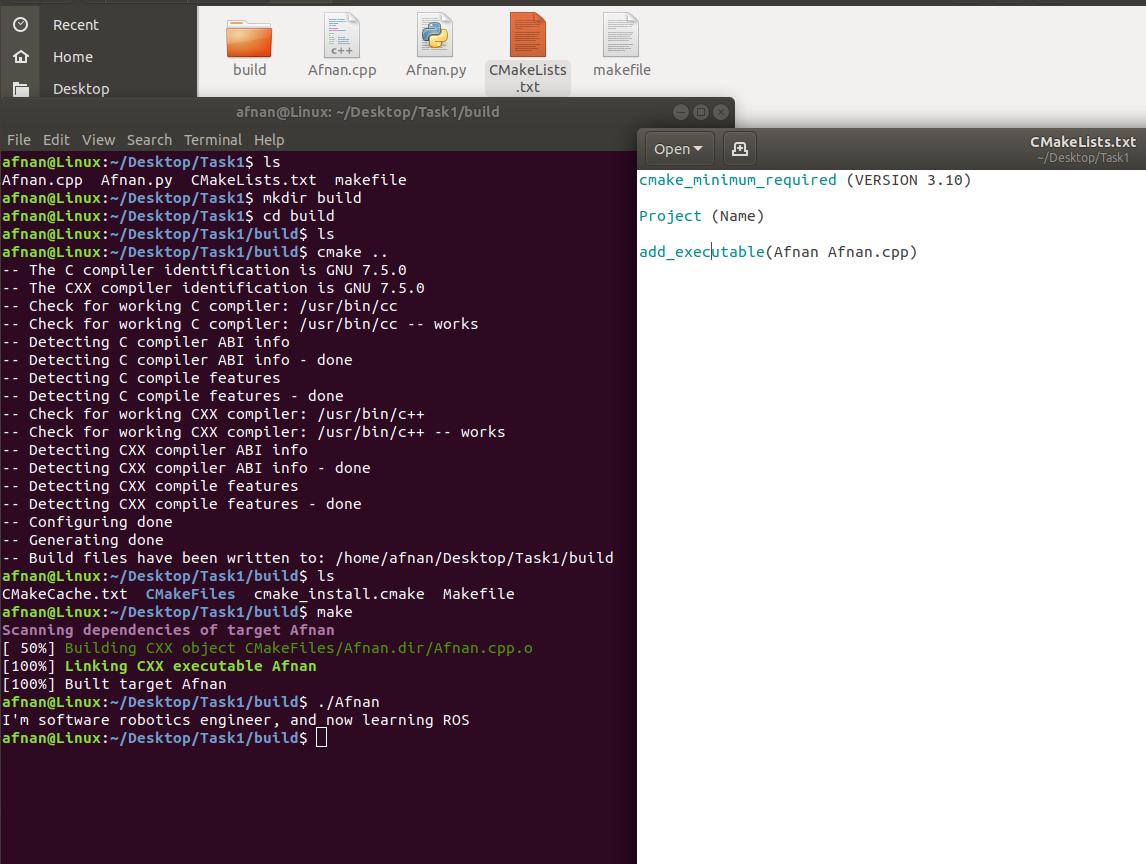 Recent
Home
Desktop
build
c++
Afnan.cpp
Afnan.py
CMakeLists
.txt
makefile
afnan@Linux: ~/Desktop/Task1/build
File Edit View Search Terminal Help
afnan@Linux:~/Desktop/Task1$ ls
Afnan.cpp  Afnan.py  CMakeLists.txt  makefile
afnan@Linux:~/Desktop/Task1$ mkdir build
afnan@Linux:~/Desktop/Task1$ cd build
afnan@Linux:~/Desktop/Task1/build$ ls
afnan@Linux:~/Desktop/Task1/build$ cmake ..
-- The C compiler identification is GNU 7.5.0
-- The CXX compiler identification is GNU 7.5.0
-- Check for working C compiler: /usr/bin/cc
-- Check for working C compiler: /usr/bin/cc -- works
-- Detecting C compiler ABI info
-- Detecting C compiler ABI info - done
-- Detecting C compile features
-- Detecting C compile features - done
-- Check for working CXX compiler: /usr/bin/c++
-- Check for working CXX compiler: /usr/bin/c++ -- works
-- Detecting CXX compiler ABI info
-- Detecting CXX compiler ABI info - done
-- Detecting CXX compile features
-- Detecting CXX compile features - done
-- Configuring done
-- Generating done
-- Build files have been written to: /home/afnan/Desktop/Task1/build
afnan@Linux:~/Desktop/Task1/build$ ls
CMakeCache.txt  CMakeFiles  cmake_install.cmake  Makefile
afnan@Linux:~/Desktop/Task1/build$ make
Scanning dependencies of target Afnan
[ 50%] Building CXX object CMakeFiles/Afnan.dir/Afnan.cpp.o
[100%] Linking CXX executable Afnan
[100%] Built target Afnan
afnan@Linux:~/Desktop/Task1/build$ ./Afnan
I'm software robotics engineer, and now learning ROS
afnan@Linux:~/Desktop/Task1/build$
Open
CMakeLists.txt
~/Desktop/Task1
cmake_minimum_required (VERSION 3.10)
Project (Name)
add_executable(Afnan Afnan.cpp)